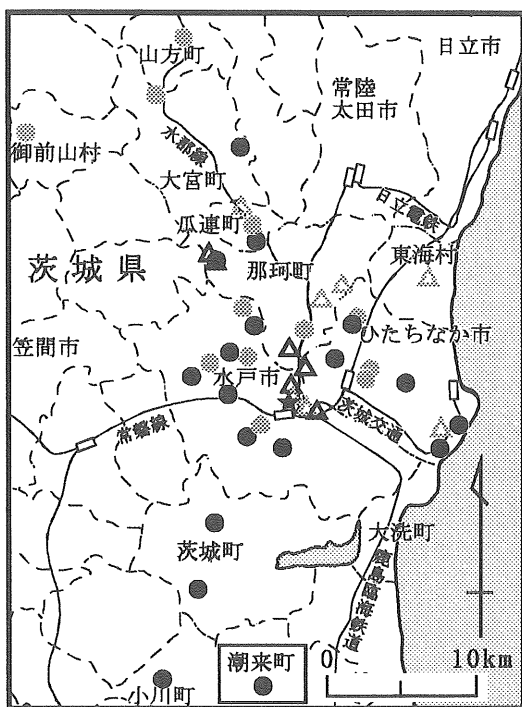 山方町
日立市
常陸
太田市
御前山村
水郡線
大宮町
瓜連町
日立電鉄
東海村
茨城県
那珂町
ひたちなか市
笠間市
水戸市
茨城交通
常磐線
大洗町
茨城町
鹿島臨海鉄道
潮来町
0 10km
小川町